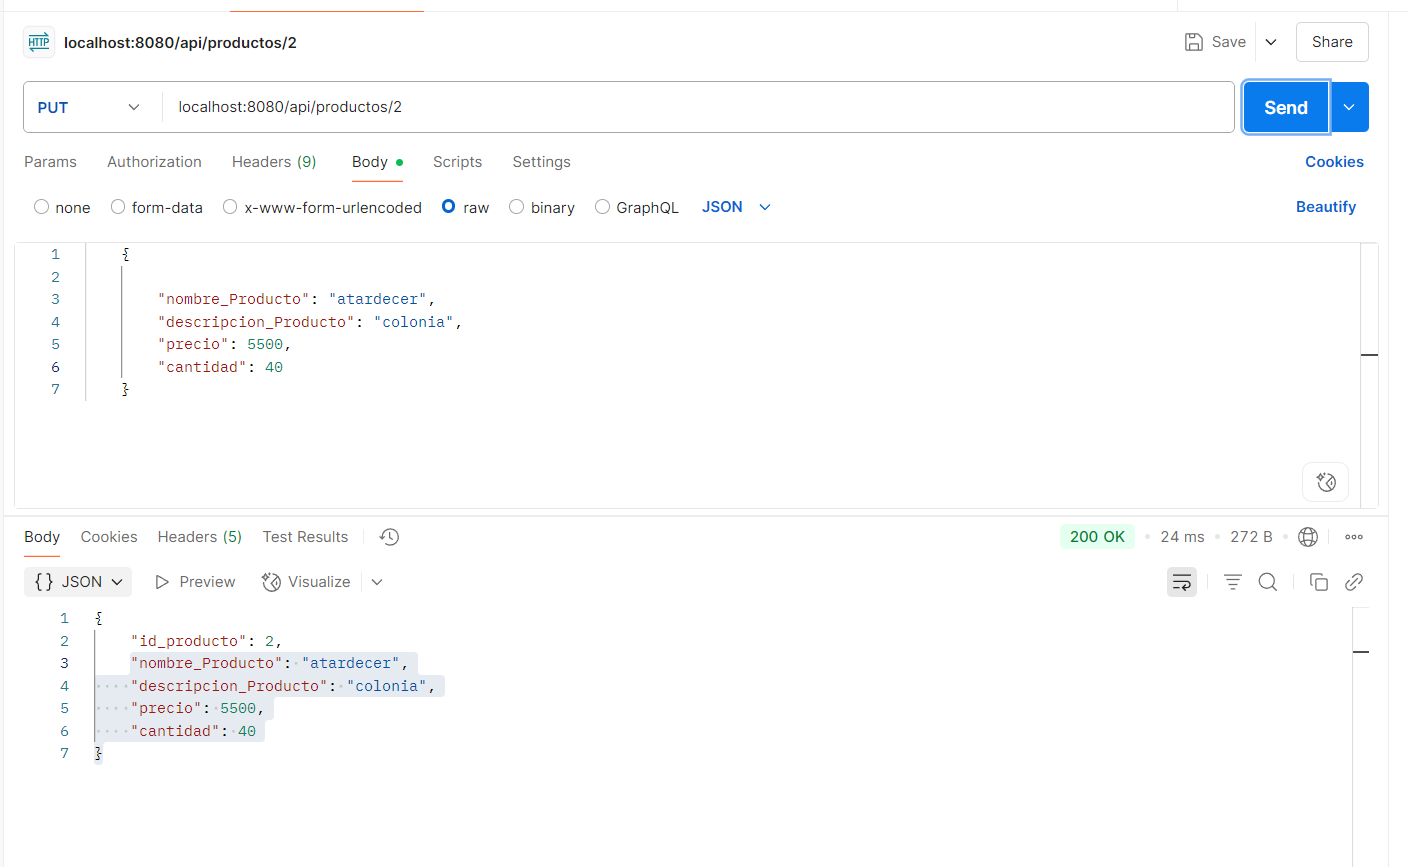 HTTP localhost:8080/api/productos/2 Save Share
PUT localhost:8080/api/productos/2 Send
Params Authorization Headers (9) Body Scripts Settings Cookies
none form-data x-www-form-urlencoded raw binary GraphQL JSON Beautify
1 {
2
3 "nombre_Producto": "atardecer",
4 "descripcion_Producto": "colonia",
5 "precio": 5500,
6 "cantidad": 40
7 }
Body Cookies Headers (5) Test Results 200 OK • 24 ms • 272 B
{} JSON Preview Visualize
1 {
2 "id_producto": 2,
3 "nombre_Producto": "atardecer",
4 "descripcion_Producto": "colonia",
5 "precio": 5500,
6 "cantidad": 40
7 }